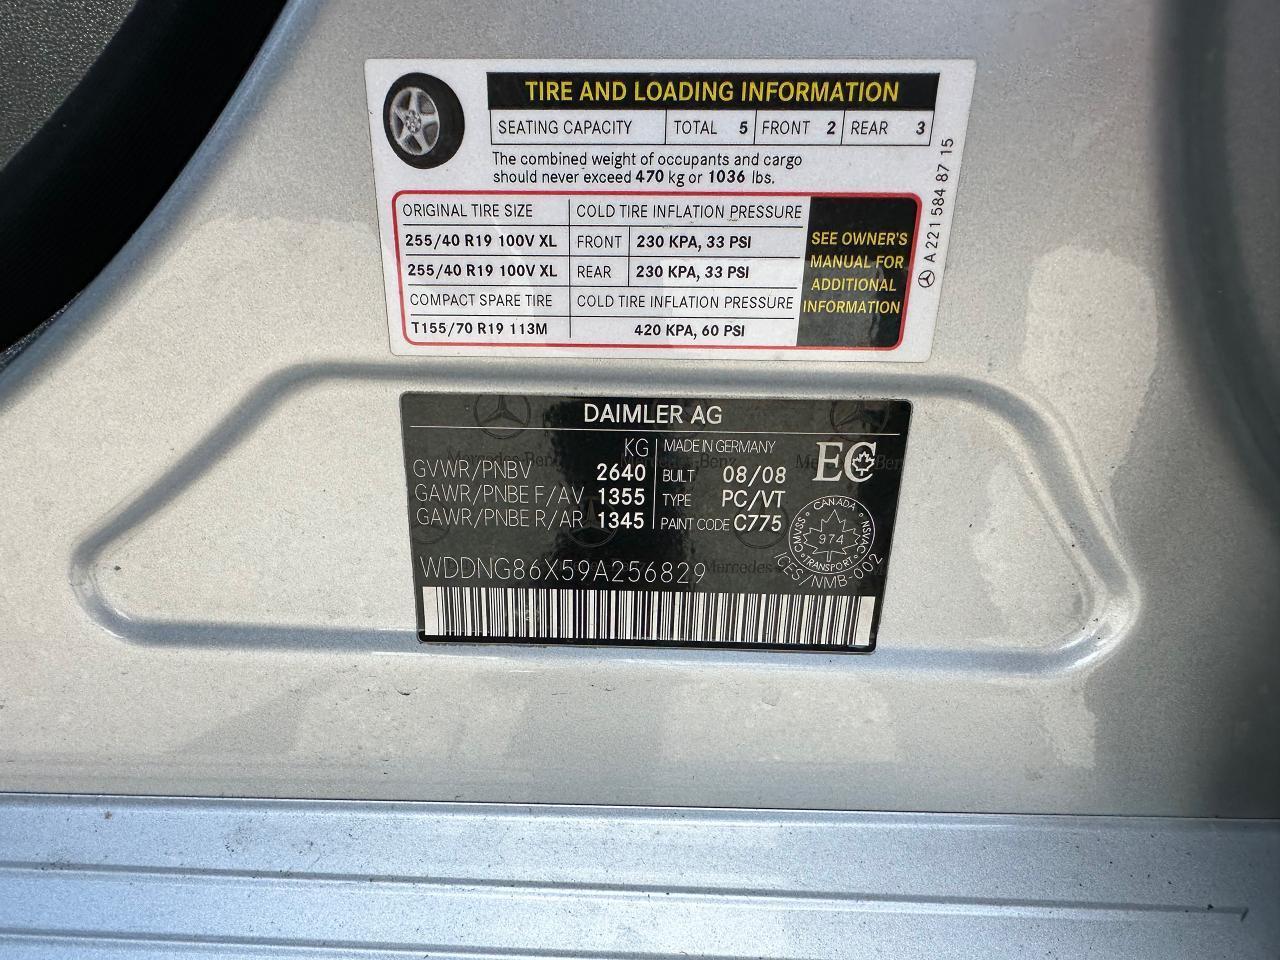 TIRE AND LOADING INFORMATION
SEATING CAPACITY TOTAL 5 FRONT 2 REAR 3
The combined weight of occupants and cargo
should never exceed 470 kg or 1036 lbs.
ORIGINAL TIRE SIZE COLD TIRE INFLATION PRESSURE
255/40 R19 100V XL FRONT 230 KPA, 33 PSI
255/40 R19 100V XL REAR 230 KPA, 33 PSI
COMPACT SPARE TIRE COLD TIRE INFLATION PRESSURE
T155/70 R19 113M 420 KPA, 60 PSI
SEE OWNER'S
MANUAL FOR
ADDITIONAL
INFORMATION
A 221 584 87 15
DAIMLER AG
KG
GVWR/PNBV 2640
GAWR/PNBE F/AV 1355
GAWR/PNBE R/AR 1345
MADE IN GERMANY
BUILT 08/08
TYPE PC/VT
PAINT CODE C775
EC
CANADA
CMVSS NSVAC
974
TRANSPORT
ICES/NMB-002
WDDNG86X59A256829
Mercedes-Benz
Mercedes